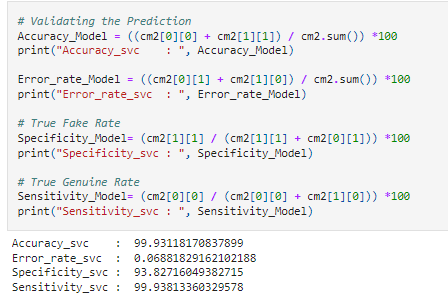 # Validating the Prediction
Accuracy_Model = ((cm2[0][0] + cm2[1][1]) / cm2.sum()) *100
print("Accuracy_svc    : ", Accuracy_Model)
Error_rate_Model = ((cm2[0][1] + cm2[1][0]) / cm2.sum()) *100
print("Error_rate_svc  : ", Error_rate_Model)
# True Fake Rate
Specificity_Model= (cm2[1][1] / (cm2[1][1] + cm2[0][1])) *100
print("Specificity_svc : ", Specificity_Model)
# True Genuine Rate
Sensitivity_Model= (cm2[0][0] / (cm2[0][0] + cm2[1][0])) *100
print("Sensitivity_svc : ", Sensitivity_Model)
Accuracy_svc    :  99.93118170837899
Error_rate_svc  :  0.06881829162102188
Specificity_svc :  93.82716049382715
Sensitivity_svc :  99.93813360329578